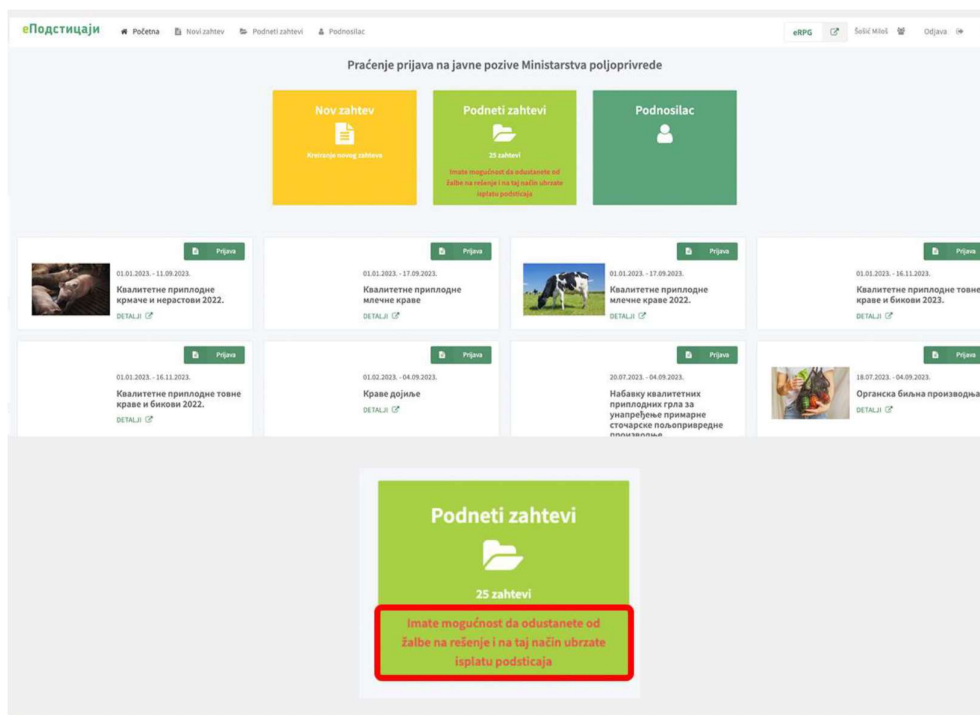 еПодстицаји
Početna
Novi zahtev
Podneti zahtevi
Podnosilac
eRPG
Šošić Miloš
Odjava
Praćenje prijava na javne pozive Ministarstva poljoprivrede
Nov zahtev
Kreiranje novog zahteva
Podneti zahtevi
25 zahtevi
Imate mogućnost da odustanete od
žalbe na rešenje i na taj način ubrzate
isplatu podsticaja
Podnosilac
Prijava
01.01.2023. - 11.09.2023.
Квалитетне приплодне
крмаче и нерастови 2022.
DETALJI
Prijava
01.01.2023. - 17.09.2023.
Квалитетне приплодне
млечне краве
DETALJI
Prijava
01.01.2023. - 17.09.2023.
Квалитетне приплодне
млечне краве 2022.
DETALJI
Prijava
01.01.2023. - 16.11.2023.
Квалитетне приплодне товне
краве и бикови 2023.
DETALJI
Prijava
01.01.2023. - 16.11.2023.
Квалитетне приплодне товне
краве и бикови 2022.
DETALJI
Prijava
01.02.2023. - 04.09.2023.
Краве дојиље
DETALJI
Prijava
20.07.2023. - 04.09.2023.
Набавку квалитетних
приплодних грла за
унапређење примарне
сточарске пољопривредне
производње
Prijava
18.07.2023. - 04.09.2023.
Органска биљна производња
DETALJI
Podneti zahtevi
25 zahtevi
Imate mogućnost da odustanete od
žalbe na rešenje i na taj način ubrzate
isplatu podsticaja